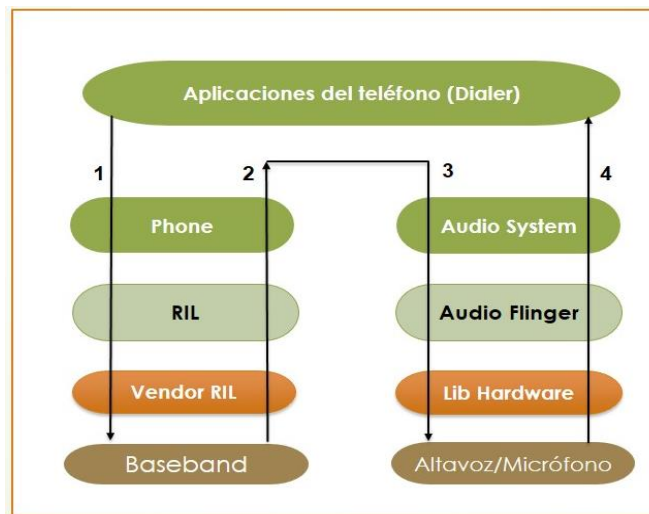 Aplicaciones del teléfono (Dialer)
1
2
3
4
Phone
Audio System
RIL
Audio Flinger
Vendor RIL
Lib Hardware
Baseband
Altavoz/Micrófono